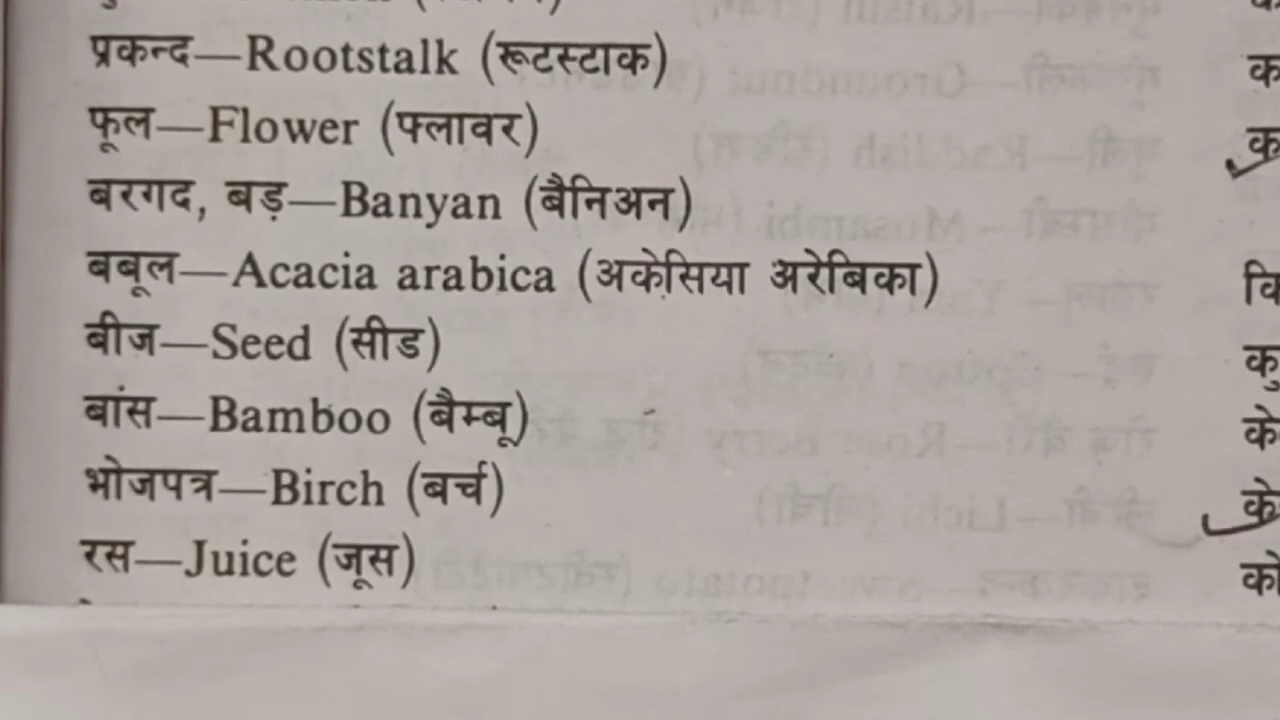 प्रकन्द—Rootstalk (रूटस्टाक)
फूल—Flower (फ्लावर)
बरगद, बड़—Banyan (बैनिअन)
बबूल—Acacia arabica (अकेसिया अरेबिका)
बीज—Seed (सीड)
बांस—Bamboo (बैम्बू)
भोजपत्र—Birch (बर्च)
रस—Juice (जूस)